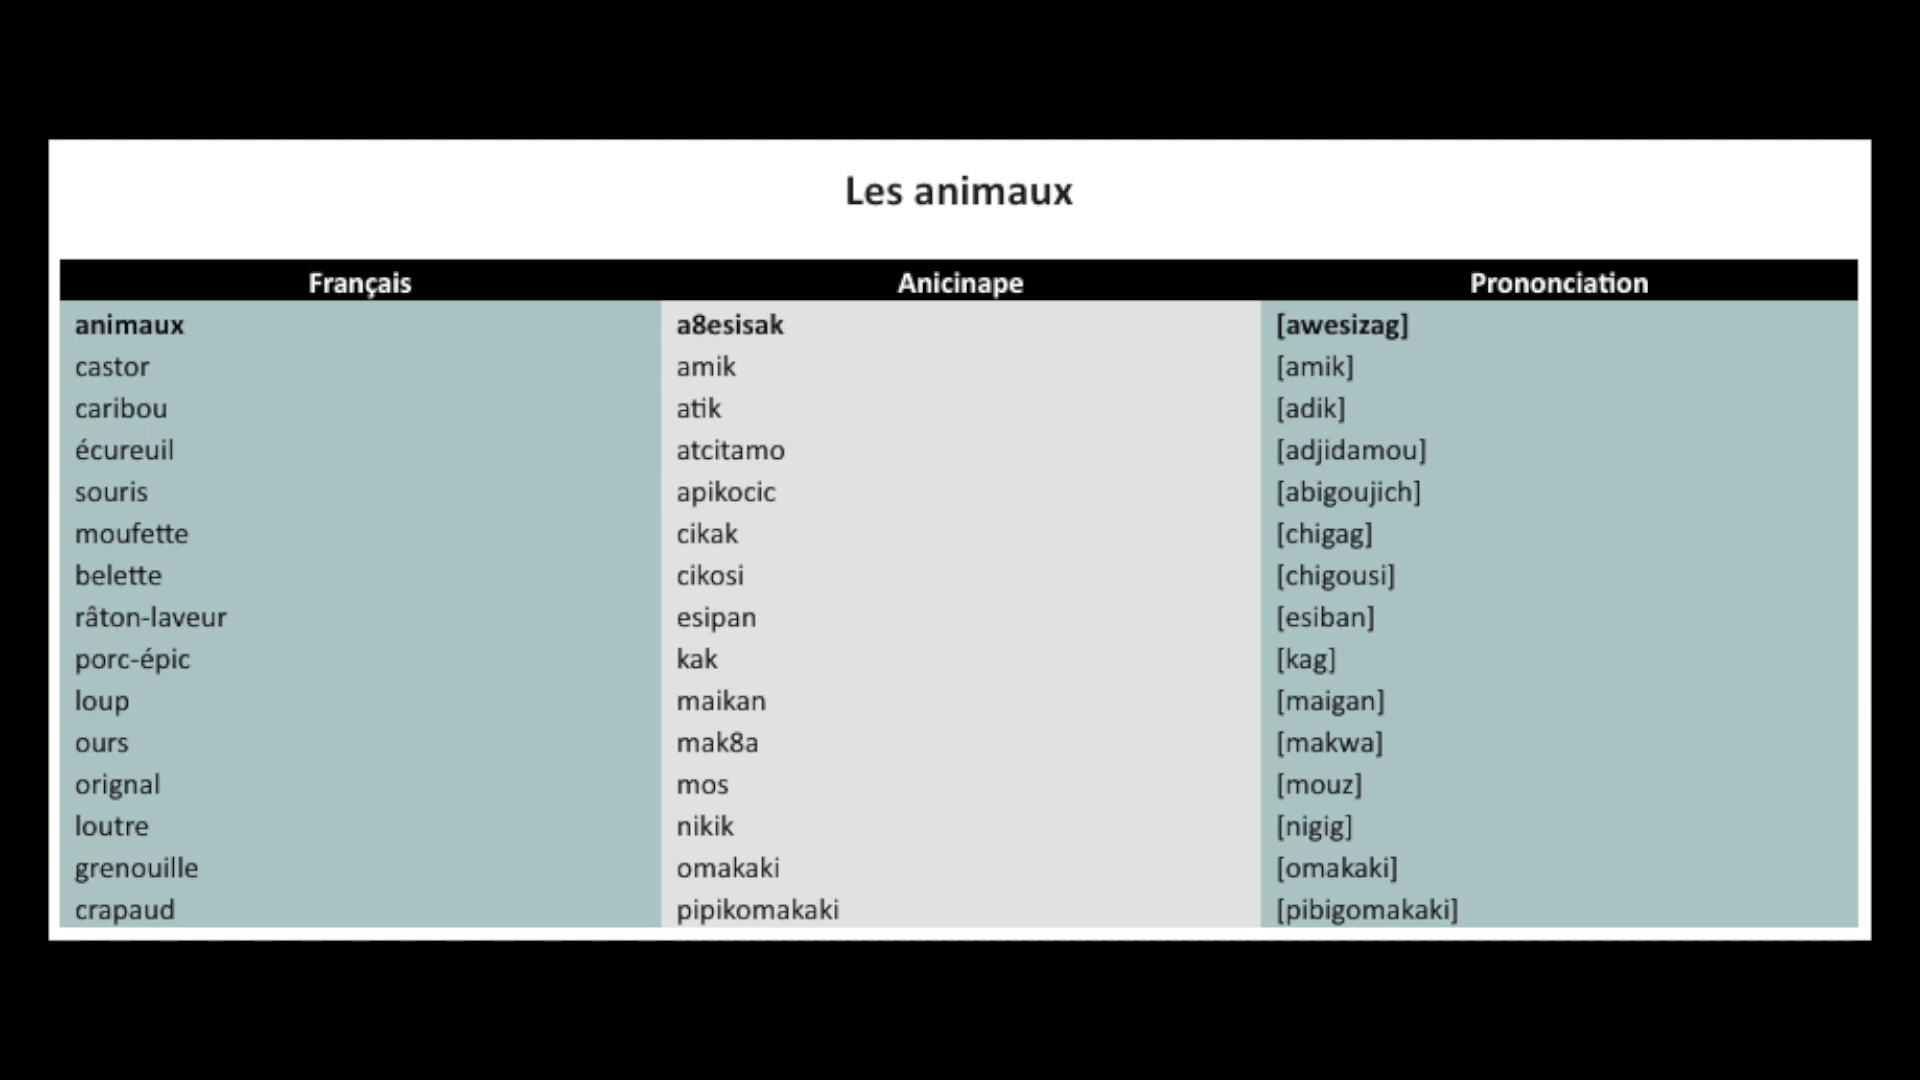 Les animaux
Français Anicinape Prononciation
animaux a8esisak [awesizag]
castor amik [amik]
caribou atik [adik]
écureuil atcitamo [adjidamou]
souris apikocic [abigoujich]
moufette cikak [chigag]
belette cikosi [chigousi]
râton-laveur esipan [esiban]
porc-épic kak [kag]
loup maikan [maigan]
ours mak8a [makwa]
orignal mos [mouz]
loutre nikik [nigig]
grenouille omakaki [omakaki]
crapaud pipikomakaki [pibigomakaki]